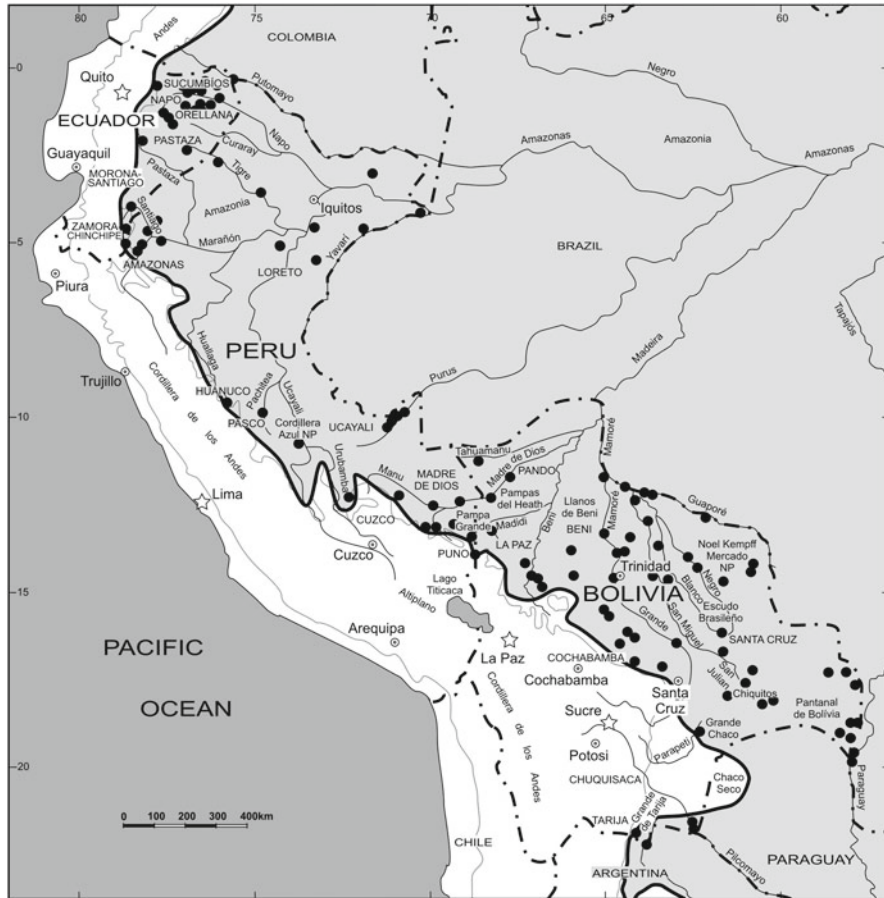 80
75
70
69
60
Andes
COLOMBIA
0
Quito
SUCUMBÍOS
Putomayo
Negro
NAPO
ORELLANA
ECUADOR
Napo
Amazonas
Amazonia
Amazonas
Curaray
PASTAZA
Guayaquil
Tigre
MORONA-
SANTIAGO
Pastaza
Santiago
Amazonia
Iquitos
ZAMORA
CHINCHIPE
Marañón
Yavarí
BRAZIL
5
AMAZONAS
LORETO
Piura
Tapajós
Huallaga
PERU
Madeira
Trujillo
Purus
HUANUCO
Pachitea
Ucayali
10
PASCO
Cordillera
Azul NP
UCAYALI
Cordillera
de
los
Andes
Tahuamanu
Mamoré
Urubamba
Manu
MADRE
DE DIOS
Madre de Dios
PANDO
Lima
Pampas
del Heath
Llanos
de Beni
Mamoré
Guaporé
CUZCO
Pampa
Grande
Madidi
Beni
BENI
Cuzco
PUNO
LA PAZ
Noel Kempff
Mercado
NP
Trinidad
15
Lago
Titicaca
BOLIVIA
Blanco
Negro
Altiplano
Grande
San Miguel
Escudo
Brasileño
PACIFIC
Arequipa
SANTA CRUZ
La Paz
COCHABAMBA
San
Julian
Cochabamba
Santa
Cruz
Chiquitos
Pantanal
de Bolívia
OCEAN
Cordillera
de
los
Andes
Sucre
Grande
Chaco
Potosi
Parapetí
20
CHUQUISACA
Chaco
Seco
Paraguay
0 100 200 300 400km
TARIJA
Grande
de Tarija
CHILE
Pilcomayo
PARAGUAY
ARGENTINA